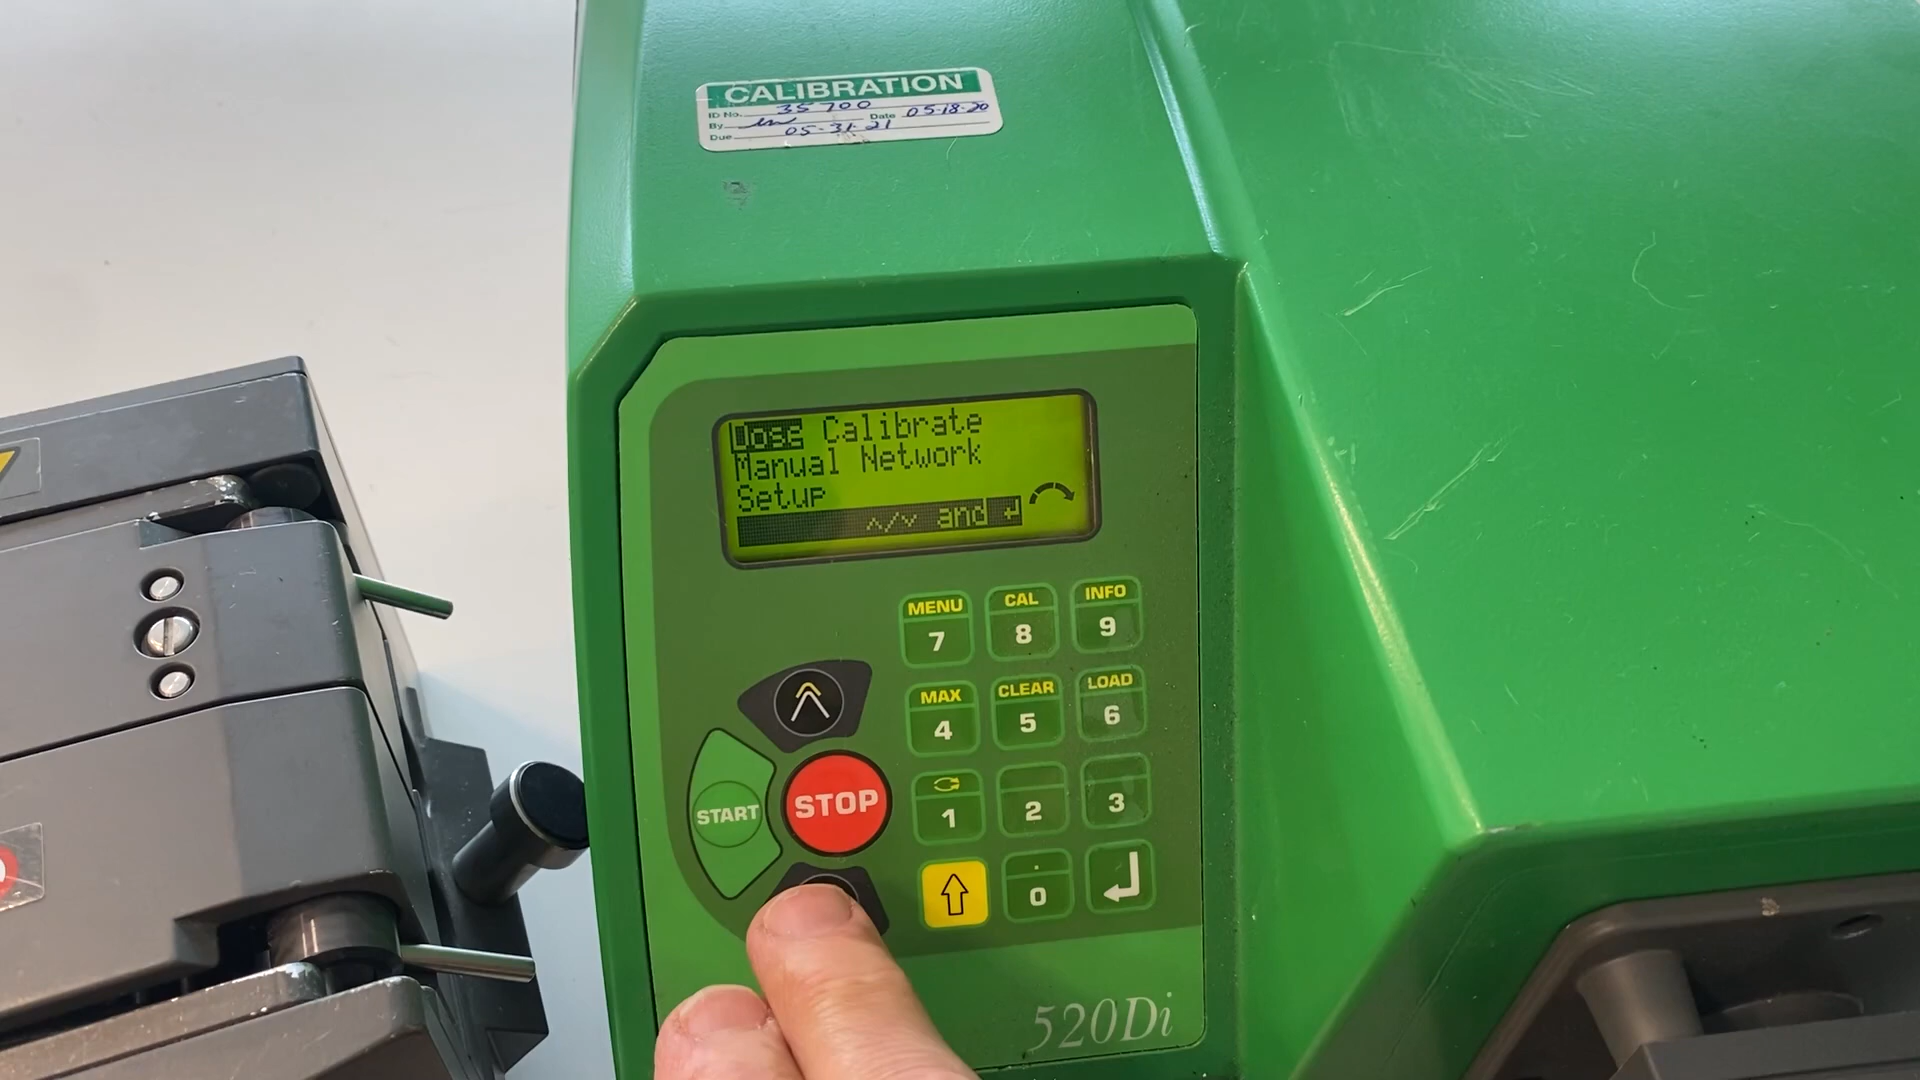 CALIBRATION
ID No. 35700
By Date 05-18-20
Due 05-31-21
Dose Calibrate
Manual Network
Setup
^/v and ↵
MENU CAL INFO
7 8 9
MAX CLEAR LOAD
4 5 6
START STOP
1 2 3
0
520Di